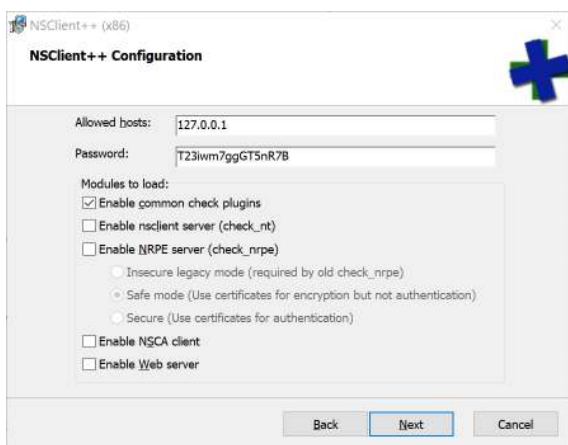 NSClient++ (x86)
NSClient++ Configuration
Allowed hosts: 127.0.0.1
Password: T23iwm7ggGT5nR7B
Modules to load:
Enable common check plugins
Enable nsclient server (check_nt)
Enable NRPE server (check_nrpe)
Insecure legacy mode (required by old check_nrpe)
Safe mode (Use certificates for encryption but not authentication)
Secure (Use certificates for authentication)
Enable NSCA client
Enable Web server
Back Next Cancel